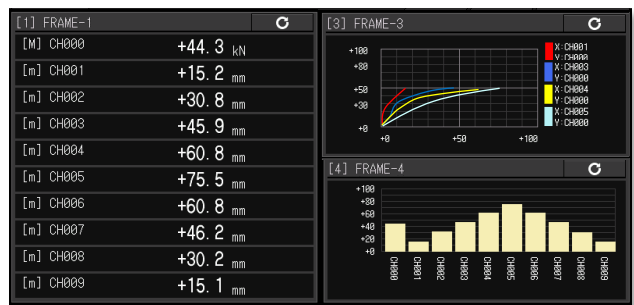 [1] FRAME-1
[M] CH000 +44.3 kN
[m] CH001 +15.2 mm
[m] CH002 +30.8 mm
[m] CH003 +45.9 mm
[m] CH004 +60.8 mm
[m] CH005 +75.5 mm
[m] CH006 +60.8 mm
[m] CH007 +46.2 mm
[m] CH008 +30.2 mm
[m] CH009 +15.1 mm
[3] FRAME-3
+100
+80
+50
+30
+0
+0 +50 +100
X:CH001
Y:CH000
X:CH003
Y:CH000
X:CH004
Y:CH000
X:CH005
Y:CH000
[4] FRAME-4
+100
+80
+60
+40
+20
+0
CH000
CH001
CH002
CH003
CH004
CH005
CH006
CH007
CH008
CH009